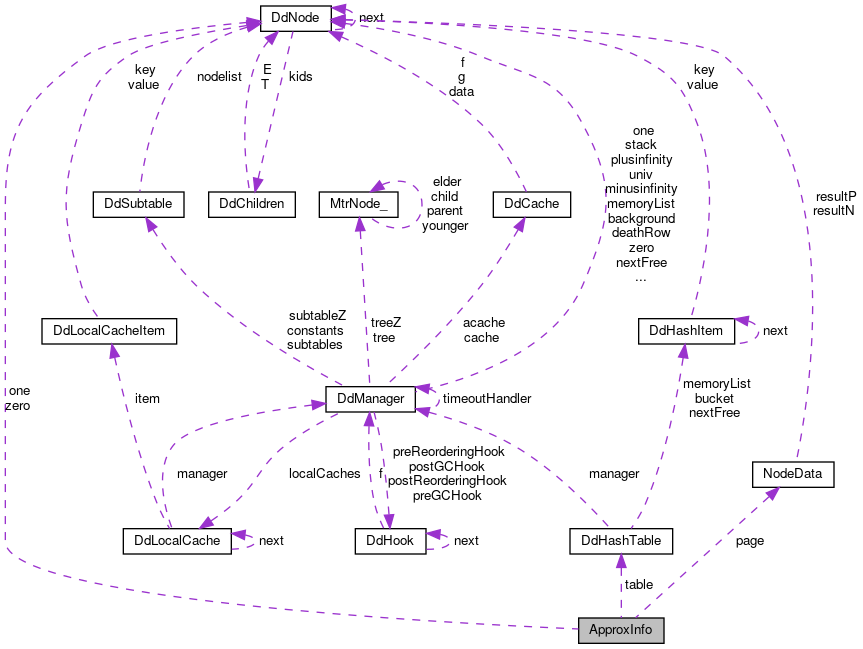 DdNode
next
key
value
nodelist
E
T
kids
f
g
data
key
value
one
stack
plusinfinity
univ
minusinfinity
memoryList
background
deathRow
zero
nextFree
...
resultP
resultN
DdSubtable
DdChildren
MtrNode_
elder
child
parent
younger
DdCache
subtableZ
constants
subtables
treeZ
tree
acache
cache
DdLocalCacheItem
DdHashItem
next
one
zero
item
DdManager
timeoutHandler
memoryList
bucket
nextFree
manager
localCaches
f
preReorderingHook
postGCHook
postReorderingHook
preGCHook
manager
NodeData
DdLocalCache
next
DdHook
next
DdHashTable
page
table
ApproxInfo